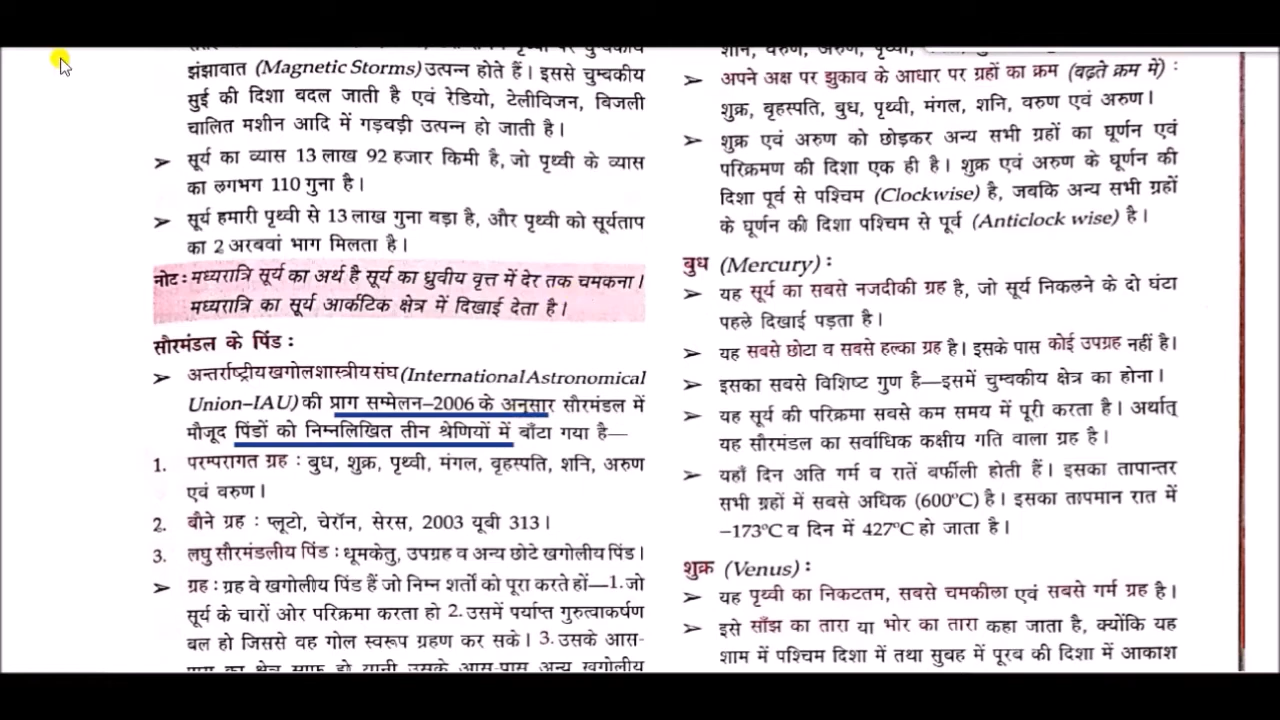 झंझावात (Magnetic Storms) उत्पन्न होते हैं। इससे चुम्बकीय
सुई की दिशा बदल जाती है एवं रेडियो, टेलीविजन, बिजली
चालित मशीन आदि में गड़बड़ी उत्पन्न हो जाती है।
➤ सूर्य का व्यास 13 लाख 92 हजार किमी है, जो पृथ्वी के व्यास
का लगभग 110 गुना है।
➤ सूर्य हमारी पृथ्वी से 13 लाख गुना बड़ा है, और पृथ्वी को सूर्यताप
का 2 अरबवां भाग मिलता है।
नोट: मध्यरात्रि सूर्य का अर्थ है सूर्य का ध्रुवीय वृत्त में देर तक चमकना।
मध्यरात्रि का सूर्य आर्कटिक क्षेत्र में दिखाई देता है।
सौरमंडल के पिंड :
➤ अन्तर्राष्ट्रीय खगोलशास्त्रीय संघ (International Astronomical
Union–IAU) की प्राग सम्मेलन–2006 के अनुसार सौरमंडल में
मौजूद पिंडों को निम्नलिखित तीन श्रेणियों में बाँटा गया है—
1. परम्परागत ग्रह : बुध, शुक्र, पृथ्वी, मंगल, बृहस्पति, शनि, अरुण
एवं वरुण।
2. बौने ग्रह : प्लूटो, चेरॉन, सेरस, 2003 यूबी 313।
3. लघु सौरमंडलीय पिंड : धूमकेतु, उपग्रह व अन्य छोटे खगोलीय पिंड।
➤ ग्रह : ग्रह वे खगोलीय पिंड हैं जो निम्न शर्तो को पूरा करते हों—1. जो
सूर्य के चारों ओर परिक्रमा करता हो 2. उसमें पर्याप्त गुरुत्वाकर्षण
बल हो जिससे वह गोल स्वरूप ग्रहण कर सके। 3. उसके आस-
पास का क्षेत्र साफ हो यानी उसके आस-पास अन्य खगोलीय
शनि, वरुण, अरुण, पृथ्वी,
➤ अपने अक्ष पर झुकाव के आधार पर ग्रहों का क्रम (बढ़ते क्रम में) :
शुक्र, बृहस्पति, बुध, पृथ्वी, मंगल, शनि, वरुण एवं अरुण।
➤ शुक्र एवं अरुण को छोड़कर अन्य सभी ग्रहों का घूर्णन एवं
परिक्रमण की दिशा एक ही है। शुक्र एवं अरुण के घूर्णन की
दिशा पूर्व से पश्चिम (Clockwise) है, जबकि अन्य सभी ग्रहों
के घूर्णन की दिशा पश्चिम से पूर्व (Anticlock wise) है।
बुध (Mercury) :
➤ यह सूर्य का सबसे नजदीकी ग्रह है, जो सूर्य निकलने के दो घंटा
पहले दिखाई पड़ता है।
➤ यह सबसे छोटा व सबसे हल्का ग्रह है। इसके पास कोई उपग्रह नहीं है।
➤ इसका सबसे विशिष्ट गुण है—इसमें चुम्बकीय क्षेत्र का होना।
➤ यह सूर्य की परिक्रमा सबसे कम समय में पूरी करता है। अर्थात्
यह सौरमंडल का सर्वाधिक कक्षीय गति वाला ग्रह है।
➤ यहाँ दिन अति गर्म व रातें बर्फीली होती हैं। इसका तापान्तर
सभी ग्रहों में सबसे अधिक (600°C) है। इसका तापमान रात में
–173°C व दिन में 427°C हो जाता है।
शुक्र (Venus) :
➤ यह पृथ्वी का निकटतम, सबसे चमकीला एवं सबसे गर्म ग्रह है।
➤ इसे साँझ का तारा या भोर का तारा कहा जाता है, क्योंकि यह
शाम में पश्चिम दिशा में तथा सुबह में पूरब की दिशा में आकाश